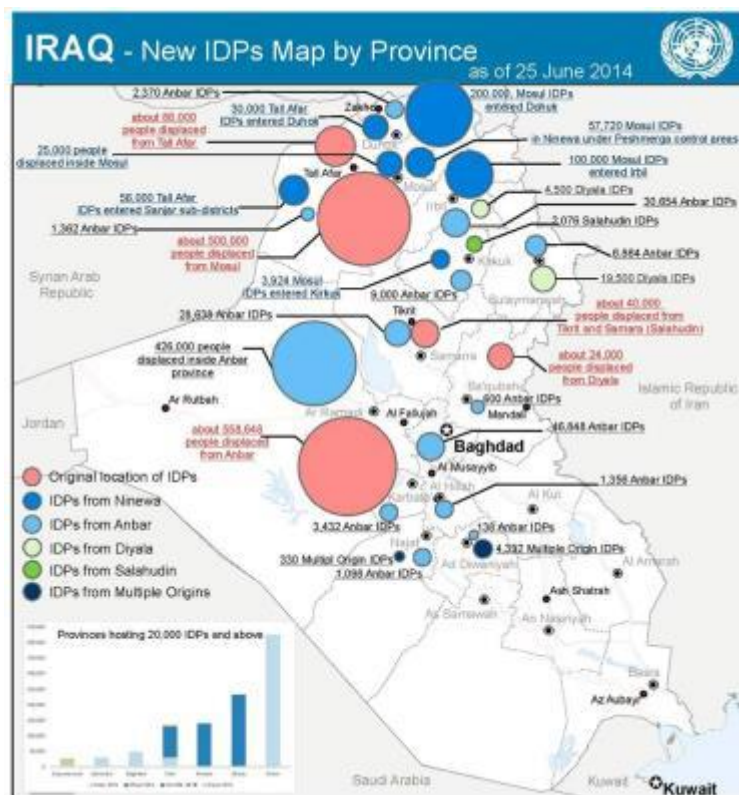 IRAQ - New IDPs Map by Province
as of 25 June 2014
2,370 Anbar IDPs
Zakho
200,000, Mosul IDPs
entered Dohuk
30,000 Tall Afar
IDPs entered Duhok
about 80,000
people displaced
from Tall Afar
Duhok
57,720 Mosul IDPs
in Ninewa under Peshmerga control areas
25,000 people
displaced inside Mosul
100,000 Mosul IDPs
entered Irbil
Tall Afar
Mosul
56,000 Tall Afar
IDPs entered Sanjar sub-districts
4,500 Diyala IDPs
Irbil
30,654 Anbar IDPs
1,362 Anbar IDPs
2,076 Salahudin IDPs
about 500,000
people displaced
from Mosul
Kirkuk
6,864 Anbar IDPs
Syrian Arab
Republic
3,924 Mosul
IDPs entered Kirkuk
19,500 Diyala IDPs
9,000 Anbar IDPs
Sulaymaniyah
28,638 Anbar IDPs
Tikrit
about 40,000
people displaced from
Tikrit and Samara (Salahudin)
426,000 people
displaced inside Anbar
province
Samarra
about 24,000
people displaced
from Diyala
Ba'qubah
Islamic Republic
of Iran
600 Anbar IDPs
Ar Rutbah
Mandali
Jordan
Ar Ramadi
Al Fallujah
46,848 Anbar IDPs
about 558,648
people displaced
from Anbar
Baghdad
Al Musayyib
Original location of IDPs
IDPs from Ninewa
IDPs from Anbar
IDPs from Diyala
IDPs from Salahudin
IDPs from Multiple Origins
Al Hillah
1,356 Anbar IDPs
Karbala
Al Kut
3,432 Anbar IDPs
138 Anbar IDPs
Najaf
330 Multipl Origin IDPs
4,392 Multiple Origin IDPs
1,098 Anbar IDPs
Ad Diwaniyah
Al Amarah
Ash Shatrah
As Samawah
An Nasiriyah
Provinces hosting 20,000 IDPs and above
Basra
Az Aubayr
Saudi Arabia
Kuwait
Kuwait